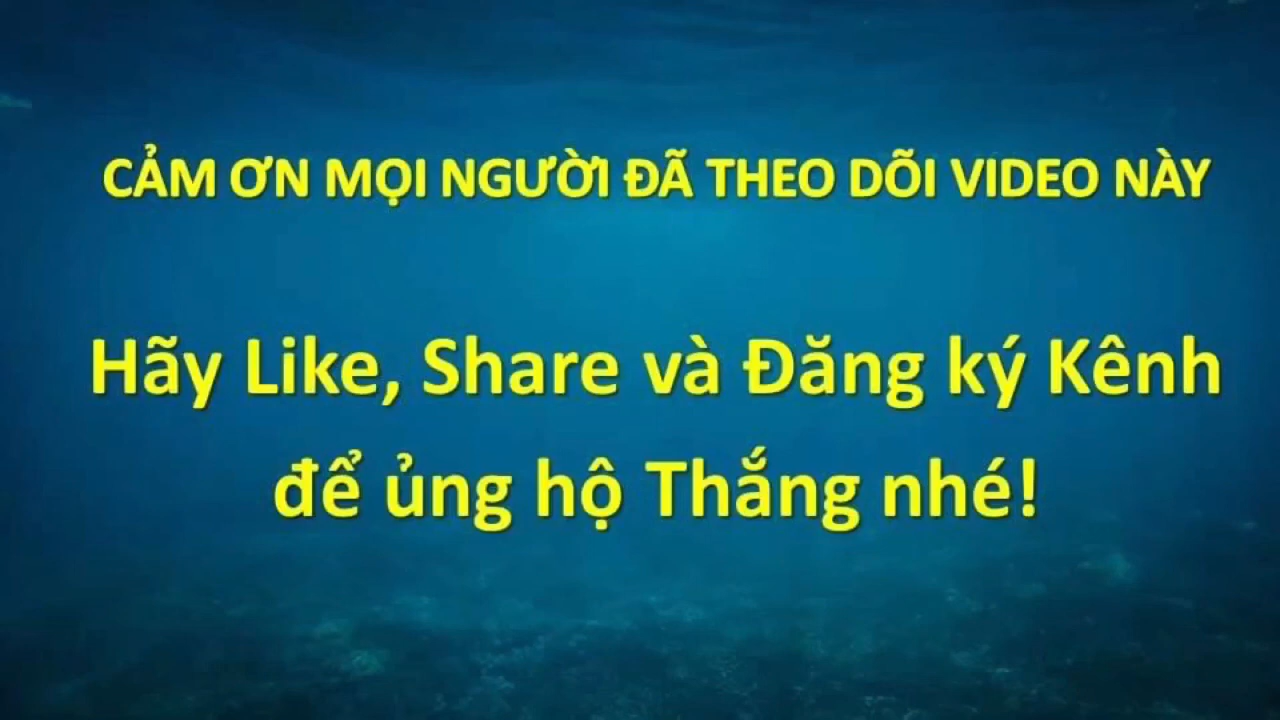 CẢM ƠN MỌI NGƯỜI ĐÃ THEO DÕI VIDEO NÀY
Hãy Like, Share và Đăng ký Kênh
để ủng hộ Thắng nhé!